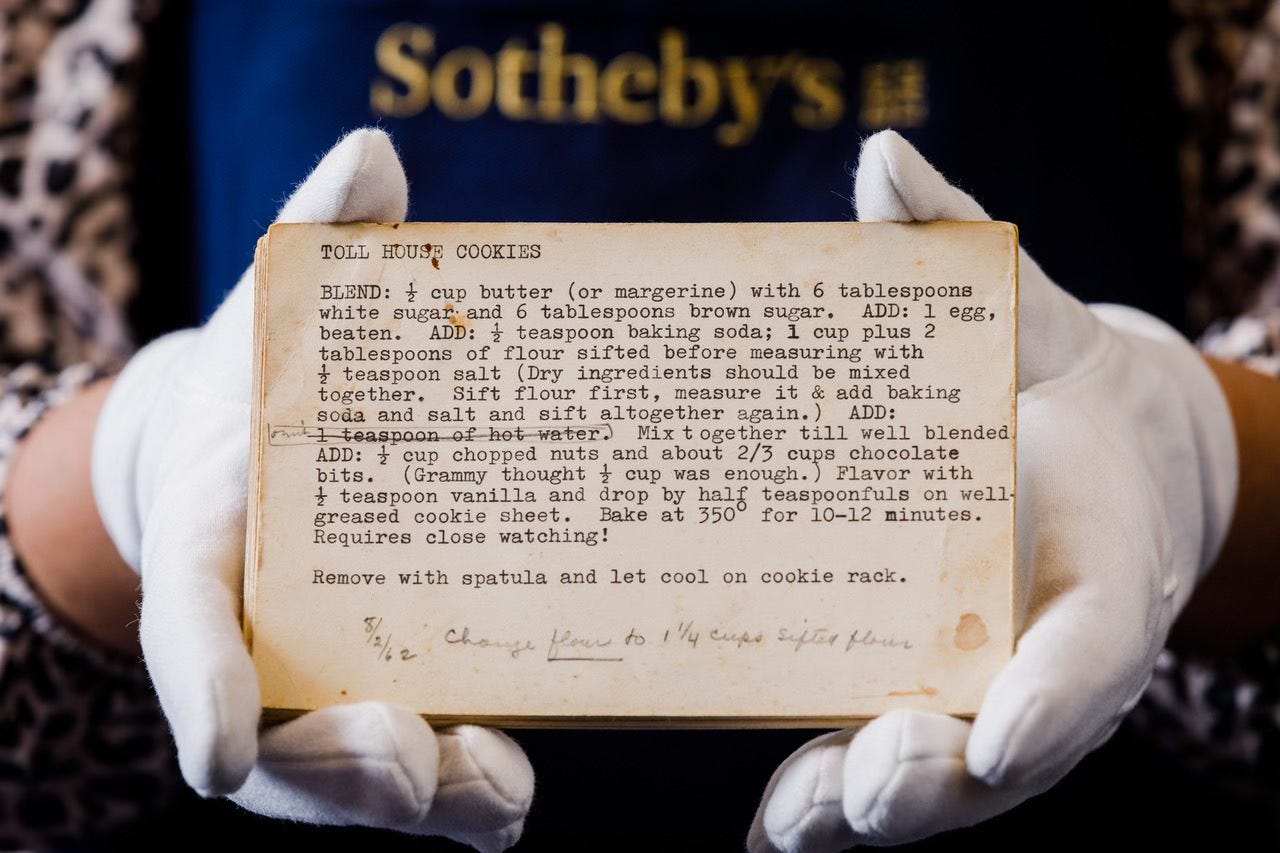 Sotheby's
EST.
1744
TOLL HOUSE COOKIES
BLEND: ½ cup butter (or margerine) with 6 tablespoons
white sugar and 6 tablespoons brown sugar. ADD: 1 egg,
beaten. ADD: ½ teaspoon baking soda; 1 cup plus 2
tablespoons of flour sifted before measuring with
½ teaspoon salt (Dry ingredients should be mixed
together. Sift flour first, measure it & add baking
soda and salt and sift altogether again.) ADD:
omit 1 teaspoon of hot water. Mix t ogether till well blended.
ADD: ½ cup chopped nuts and about 2/3 cups chocolate
bits. (Grammy thought ½ cup was enough.) Flavor with
½ teaspoon vanilla and drop by half teaspoonfuls on well-
greased cookie sheet. Bake at 350° for 10-12 minutes.
Requires close watching!
Remove with spatula and let cool on cookie rack.
8/2/62 Change flour to 1 1/4 cups sifted flour